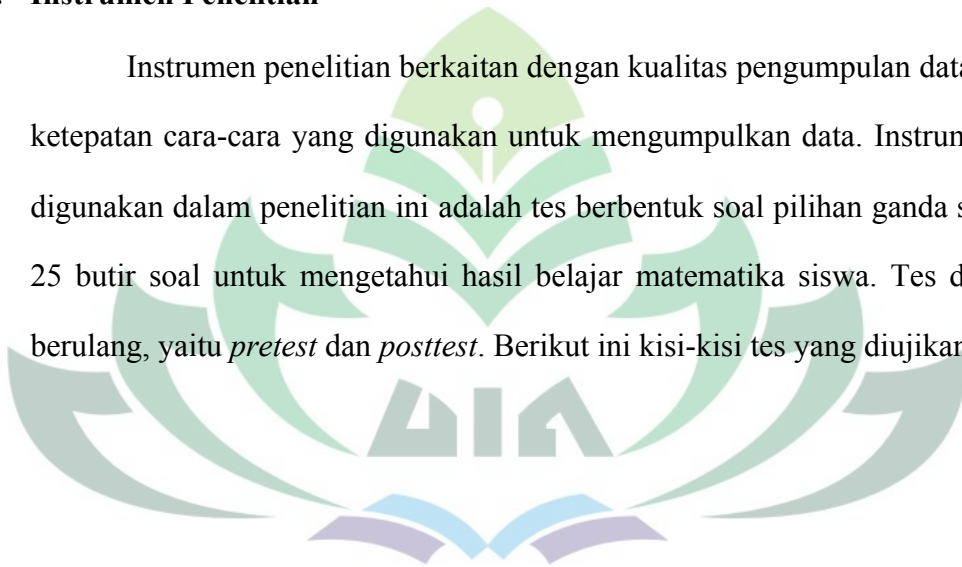 Instrumen Penelitian
Instrumen penelitian berkaitan dengan kualitas pengumpulan data
ketepatan cara-cara yang digunakan untuk mengumpulkan data. Instrum
digunakan dalam penelitian ini adalah tes berbentuk soal pilihan ganda s
25 butir soal untuk mengetahui hasil belajar matematika siswa. Tes d
berulang, yaitu pretest dan posttest. Berikut ini kisi-kisi tes yang diujikan
UIN